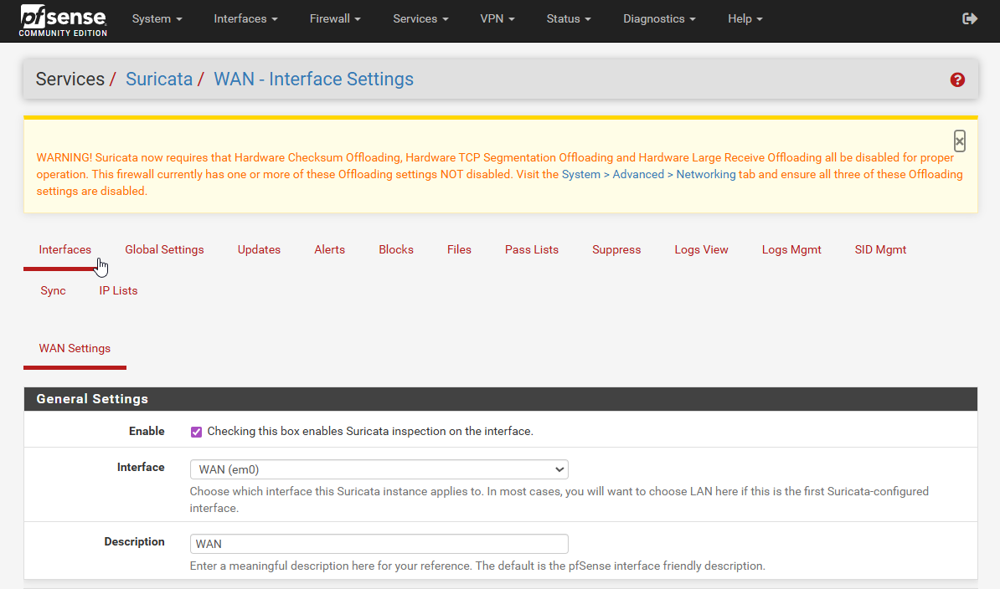 pfsense
COMMUNITY EDITION
System Interfaces Firewall Services VPN Status Diagnostics Help
Services / Suricata / WAN - Interface Settings
WARNING! Suricata now requires that Hardware Checksum Offloading, Hardware TCP Segmentation Offloading and Hardware Large Receive Offloading all be disabled for proper
operation. This firewall currently has one or more of these Offloading settings NOT disabled. Visit the System > Advanced > Networking tab and ensure all three of these Offloading
settings are disabled.
Interfaces Global Settings Updates Alerts Blocks Files Pass Lists Suppress Logs View Logs Mgmt SID Mgmt
Sync IP Lists
WAN Settings
General Settings
Enable Checking this box enables Suricata inspection on the interface.
Interface WAN (em0)
Choose which interface this Suricata instance applies to. In most cases, you will want to choose LAN here if this is the first Suricata-configured
interface.
Description WAN
Enter a meaningful description here for your reference. The default is the pfSense interface friendly description.